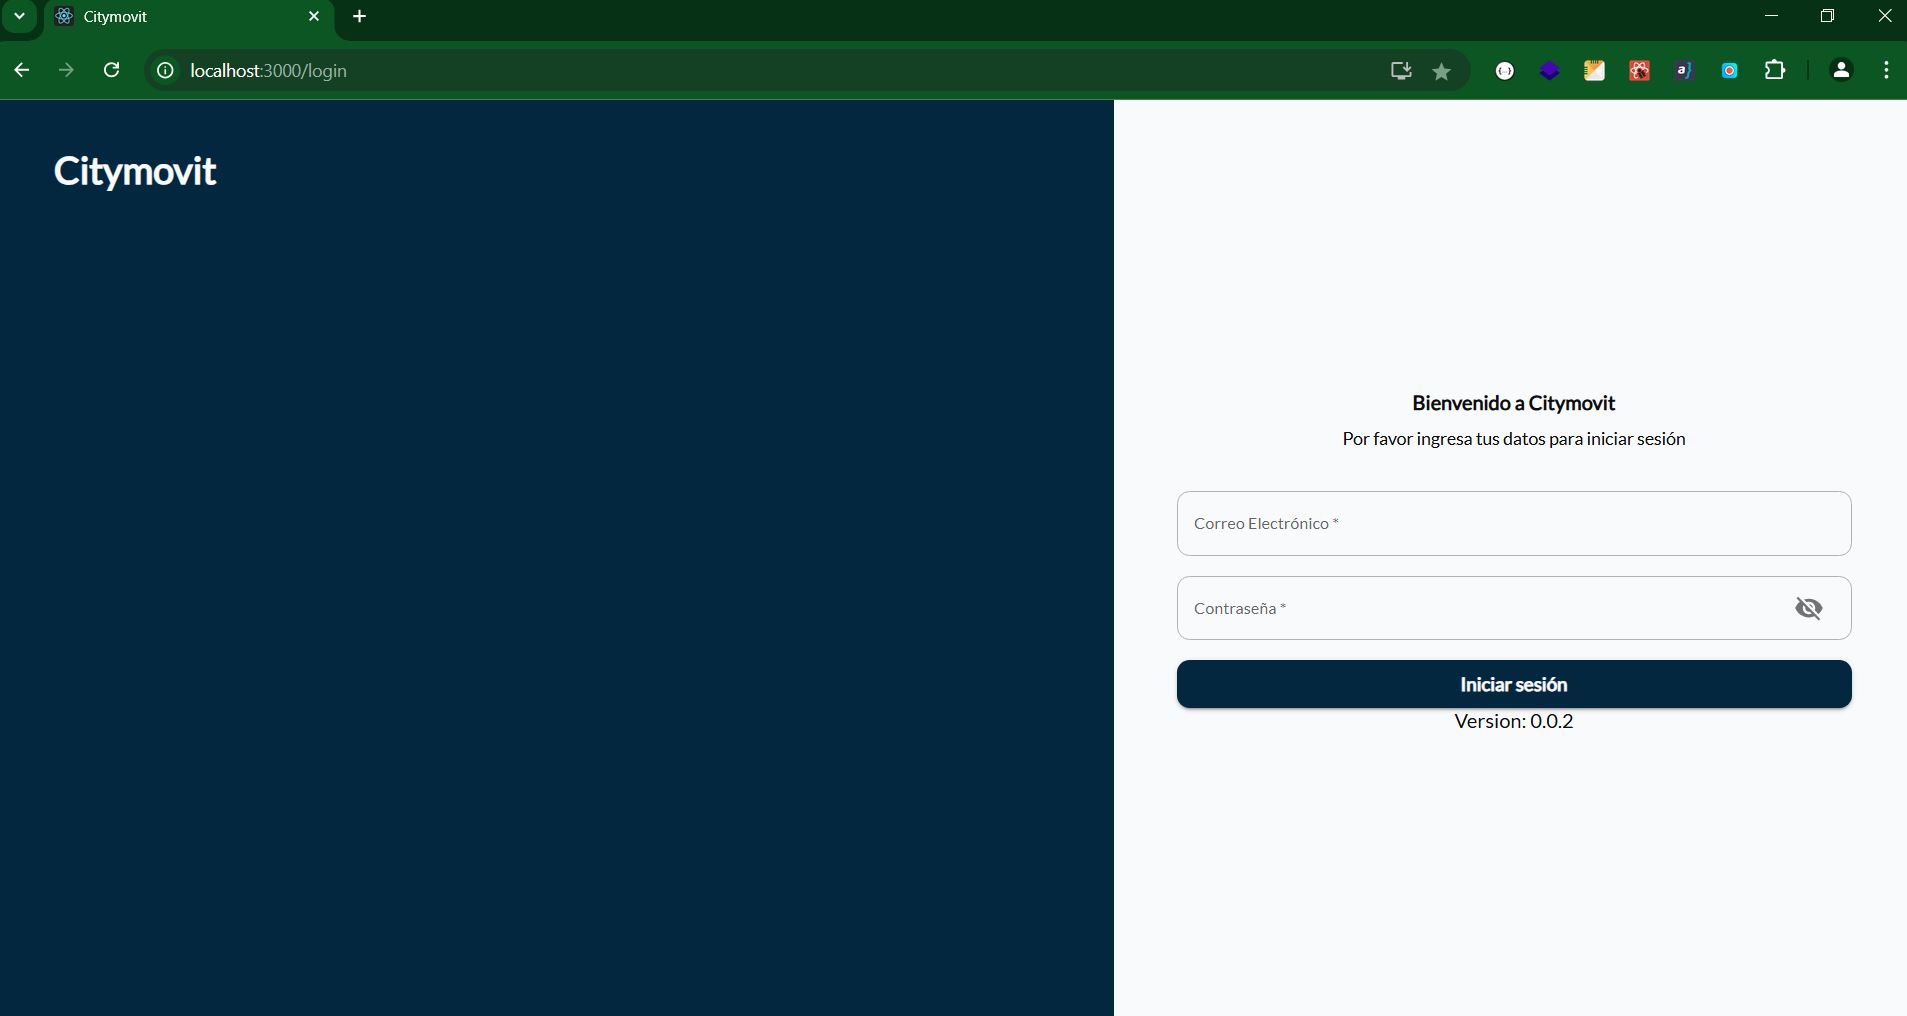 Citymovit
localhost:3000/login
Citymovit
Bienvenido a Citymovit
Por favor ingresa tus datos para iniciar sesión
Correo Electrónico *
Contraseña *
Iniciar sesión
Version: 0.0.2